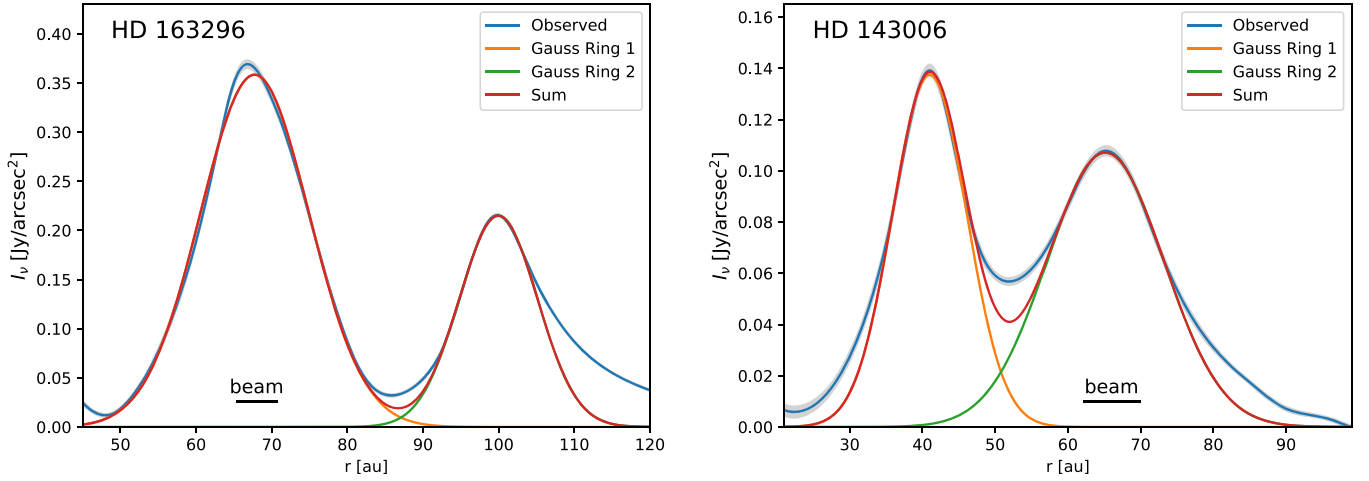 HD 163296
Observed
Gauss Ring 1
Gauss Ring 2
Sum
0.40
0.35
0.30
0.25
0.20
0.15
0.10
0.05
0.00
I_ν [Jy/arcsec²]
beam
50 60 70 80 90 100 110 120
r [au]
HD 143006
Observed
Gauss Ring 1
Gauss Ring 2
Sum
0.16
0.14
0.12
0.10
0.08
0.06
0.04
0.02
0.00
I_ν [Jy/arcsec²]
beam
30 40 50 60 70 80 90
r [au]